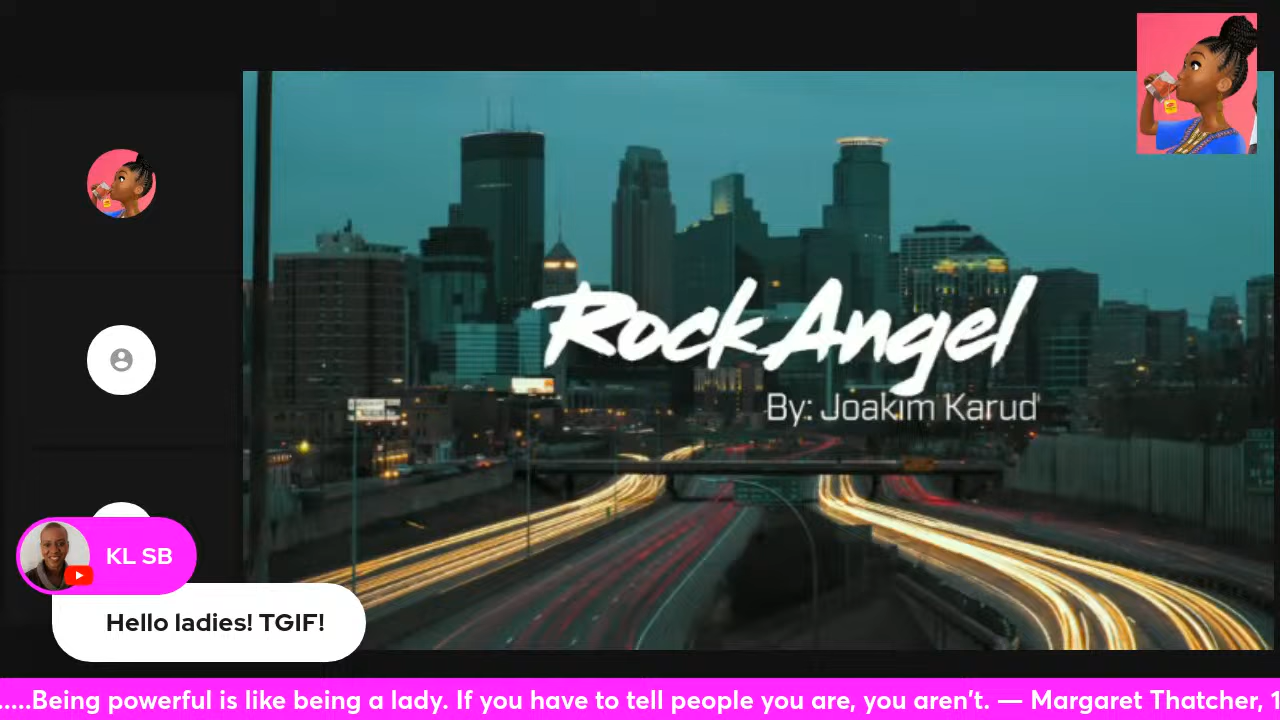 Rock Angel
By: Joakim Karud
KL SB
Hello ladies! TGIF!
.....Being powerful is like being a lady. If you have to tell people you are, you aren't. — Margaret Thatcher, 1